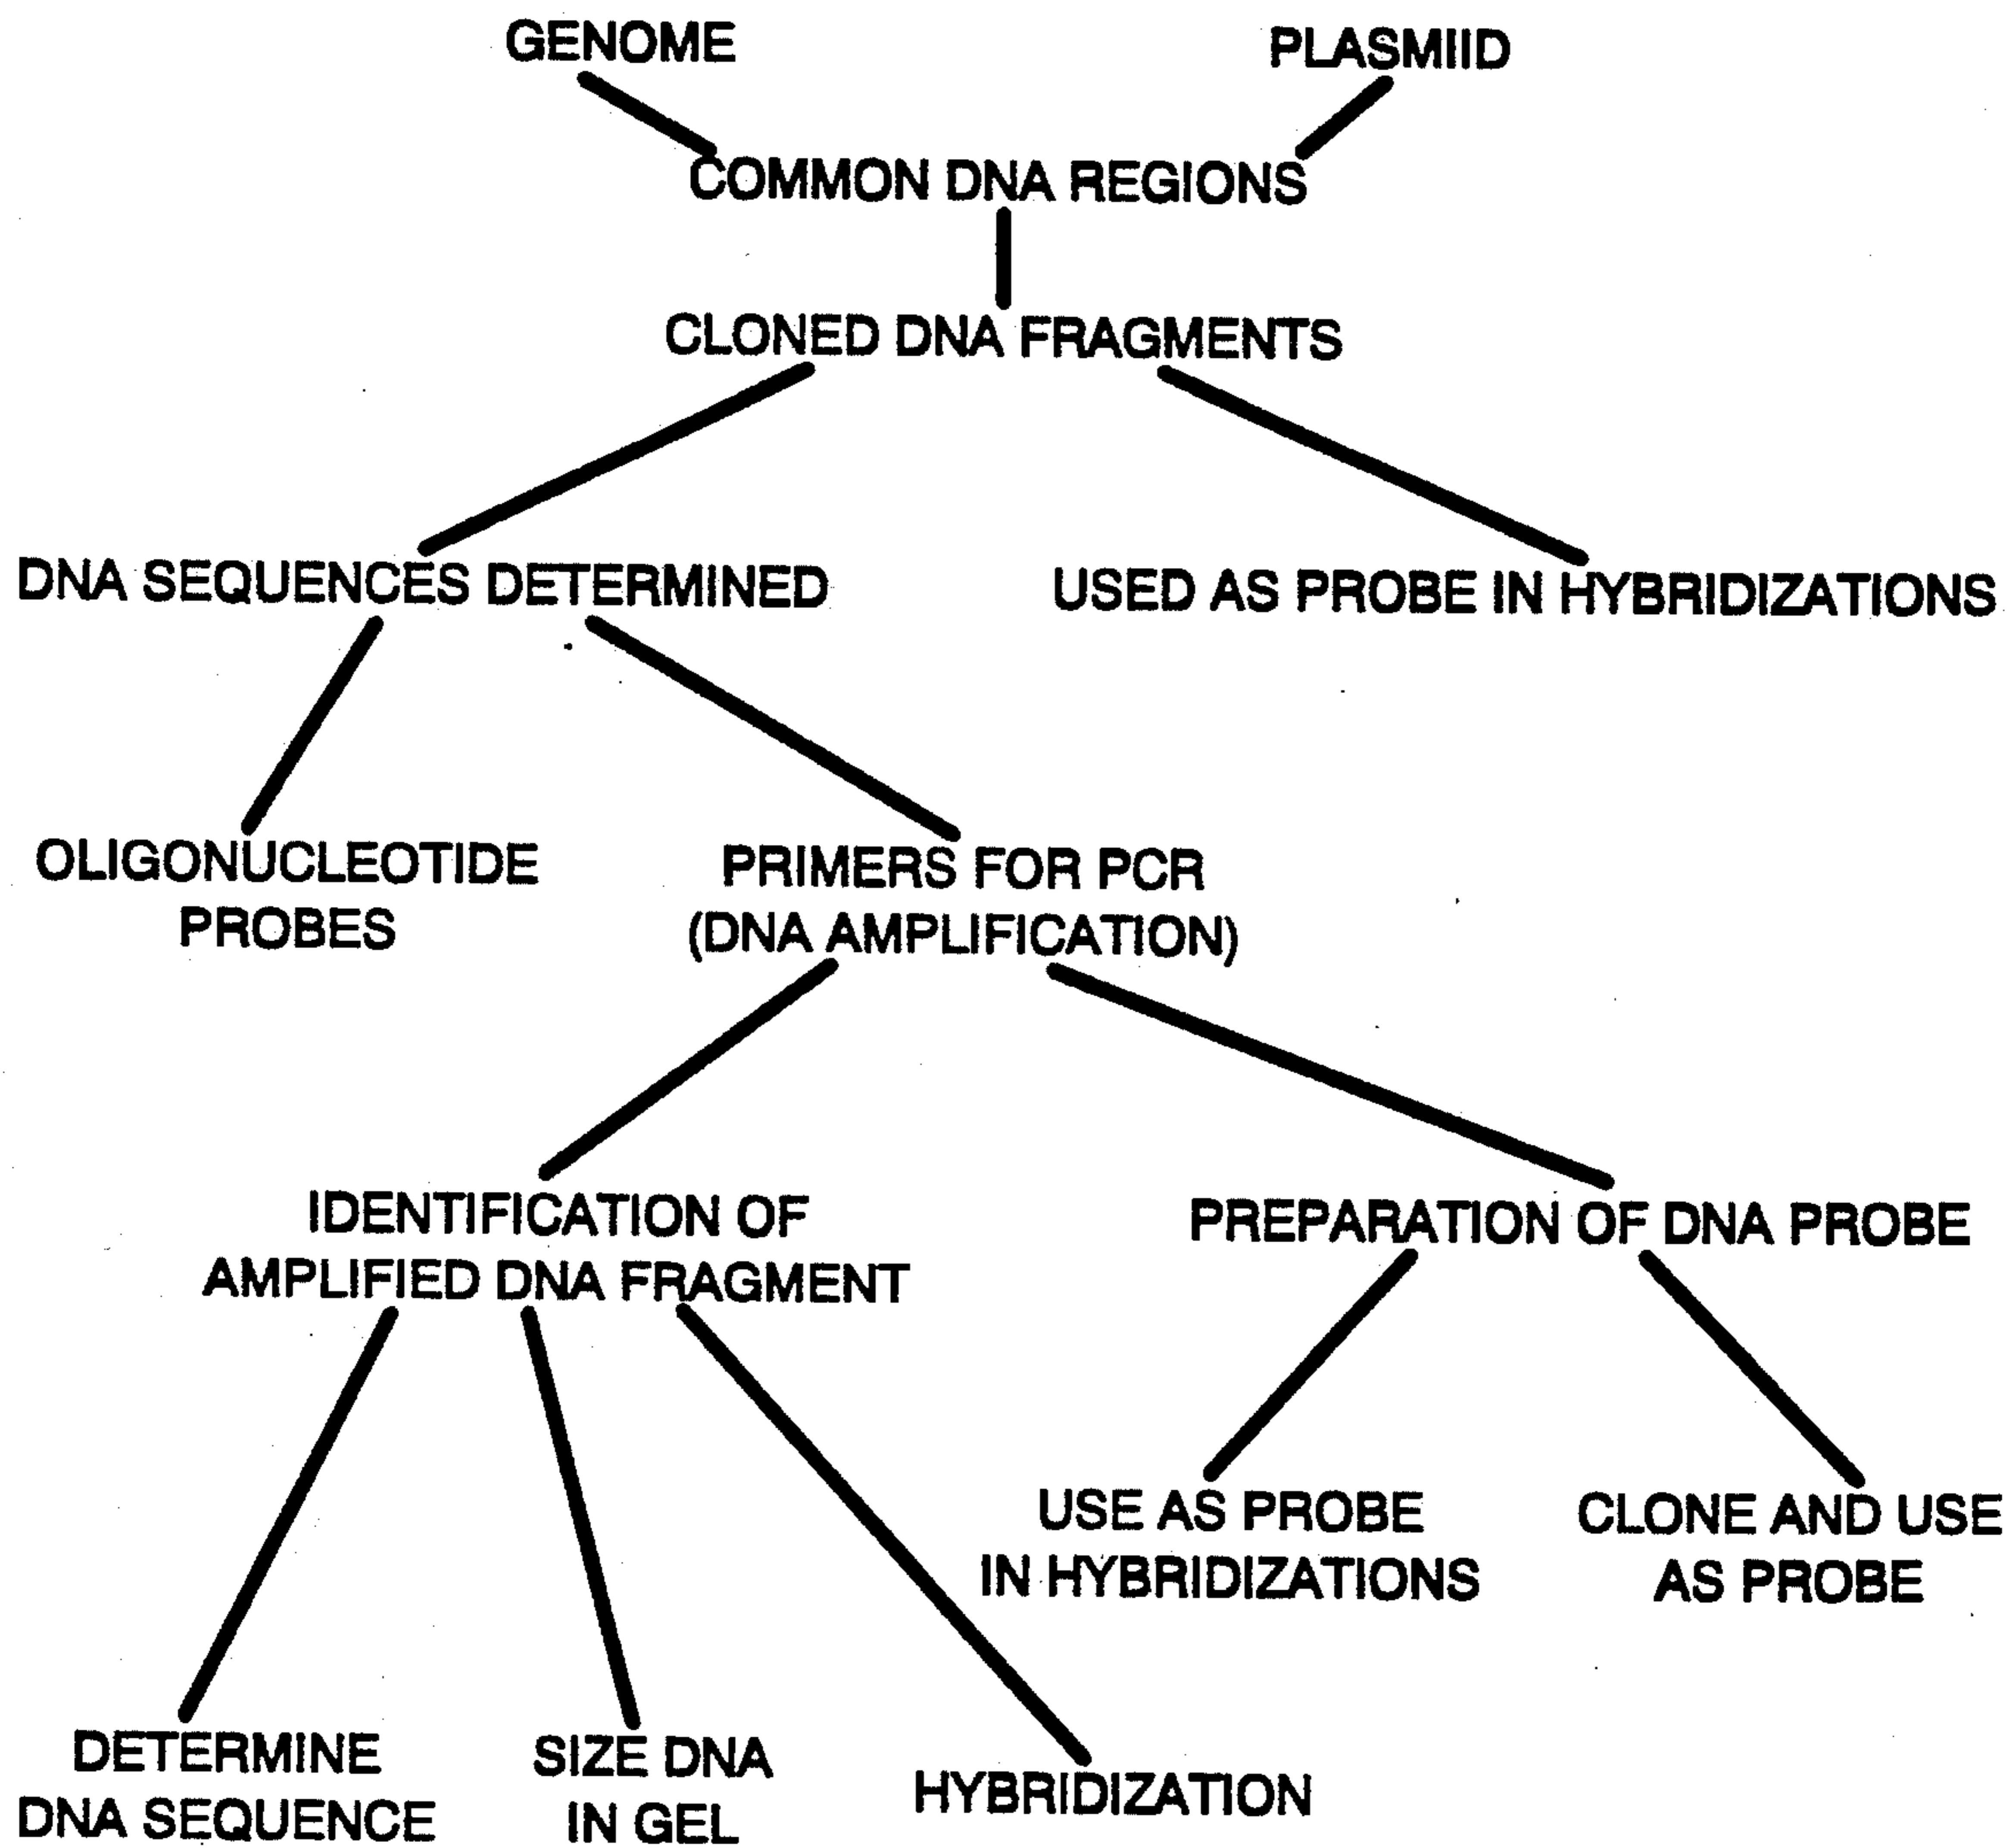 GENOME
PLASMIID
COMMON DNA REGIONS
CLONED DNA FRAGMENTS
DNA SEQUENCES DETERMINED
USED AS PROBE IN HYBRIDIZATIONS
OLIGONUCLEOTIDE
PROBES
PRIMERS FOR PCR
(DNA AMPLIFICATION)
IDENTIFICATION OF
AMPLIFIED DNA FRAGMENT
PREPARATION OF DNA PROBE
USE AS PROBE
IN HYBRIDIZATIONS
CLONE AND USE
AS PROBE
DETERMINE
DNA SEQUENCE
SIZE DNA
IN GEL
HYBRIDIZATION